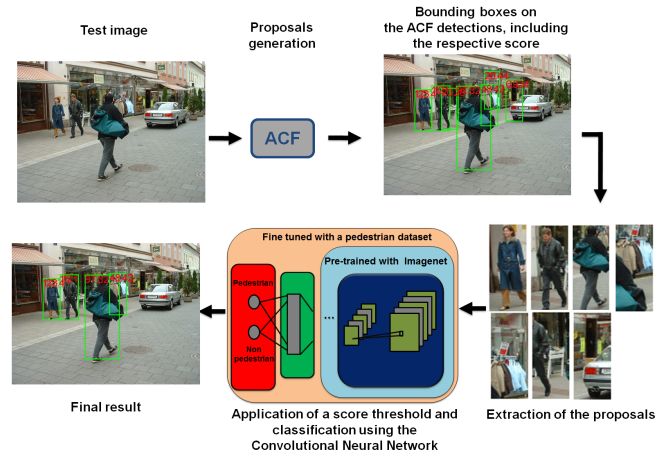 Test image
Proposals
generation
Bounding boxes on
the ACF detections, including
the respective score
ACF
Fine tuned with a pedestrian dataset
Pre-trained with Imagenet
Pedestrian
...
Non
pedestrian
Final result
Application of a score threshold and
classification using the
Convolutional Neural Network
Extraction of the proposals